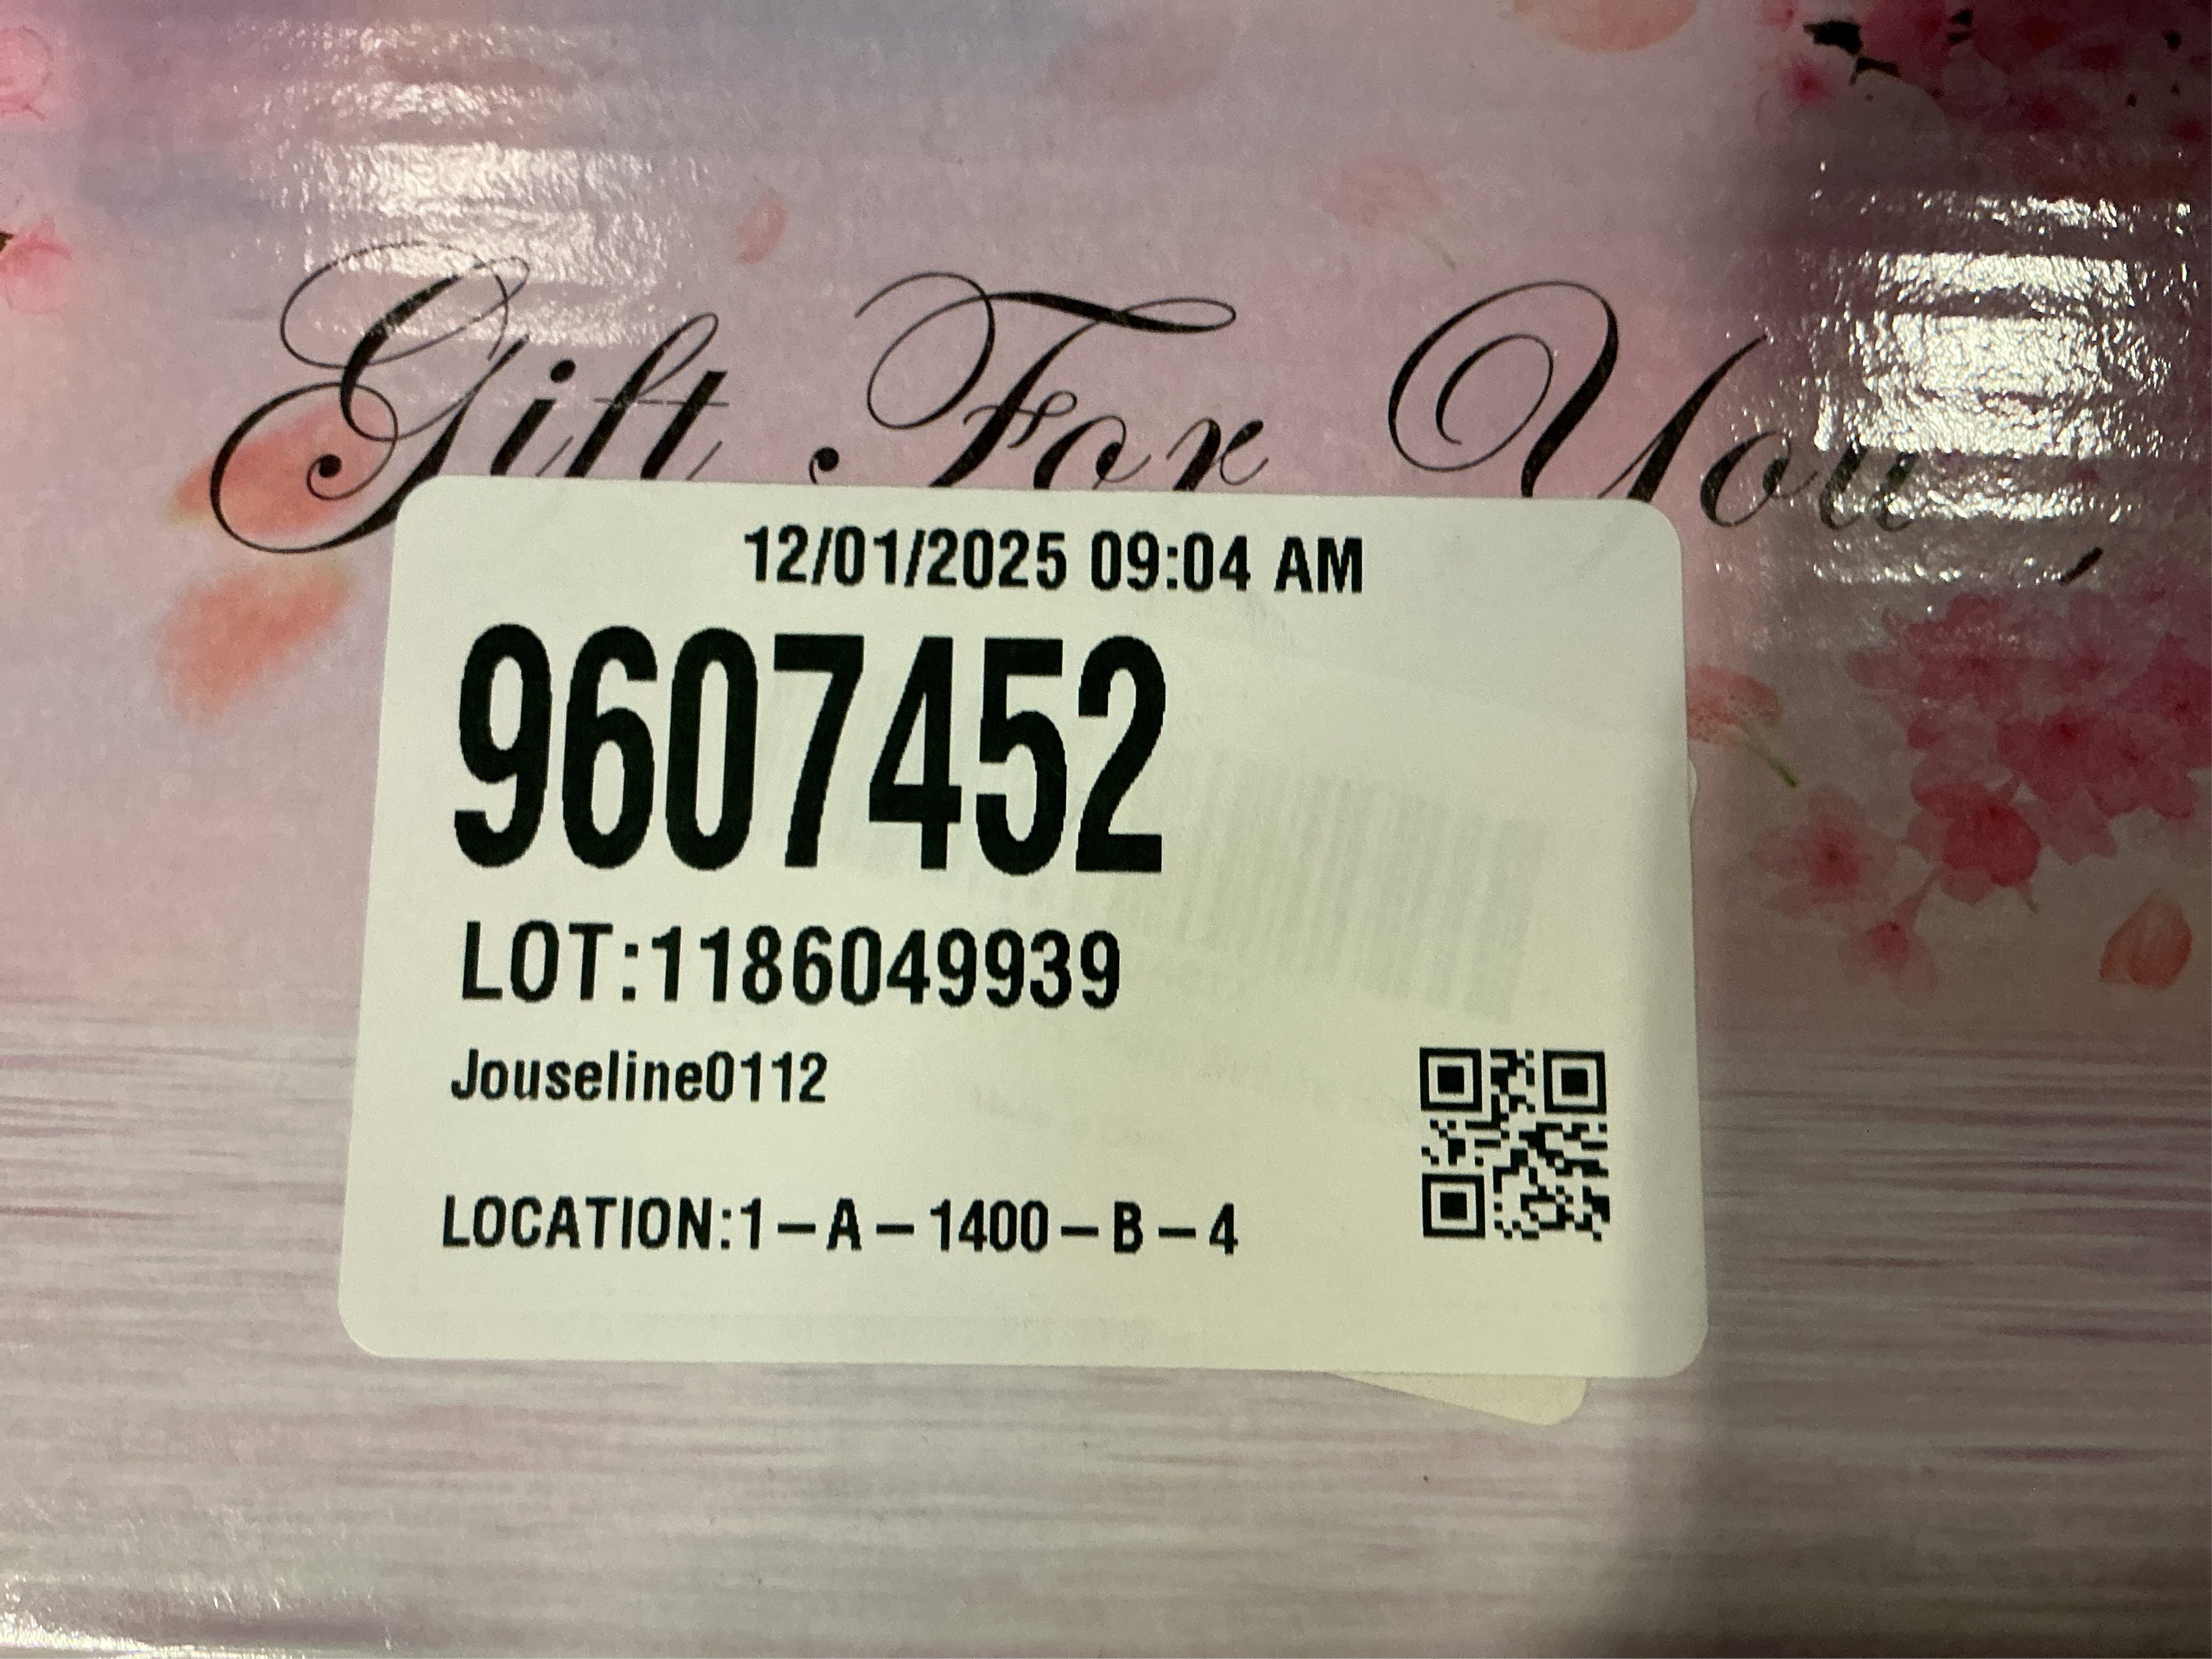 Gift For You,
12/01/2025 09:04 AM
9607452
LOT:1186049939
Jouseline0112
LOCATION:1-A-1400-B-4